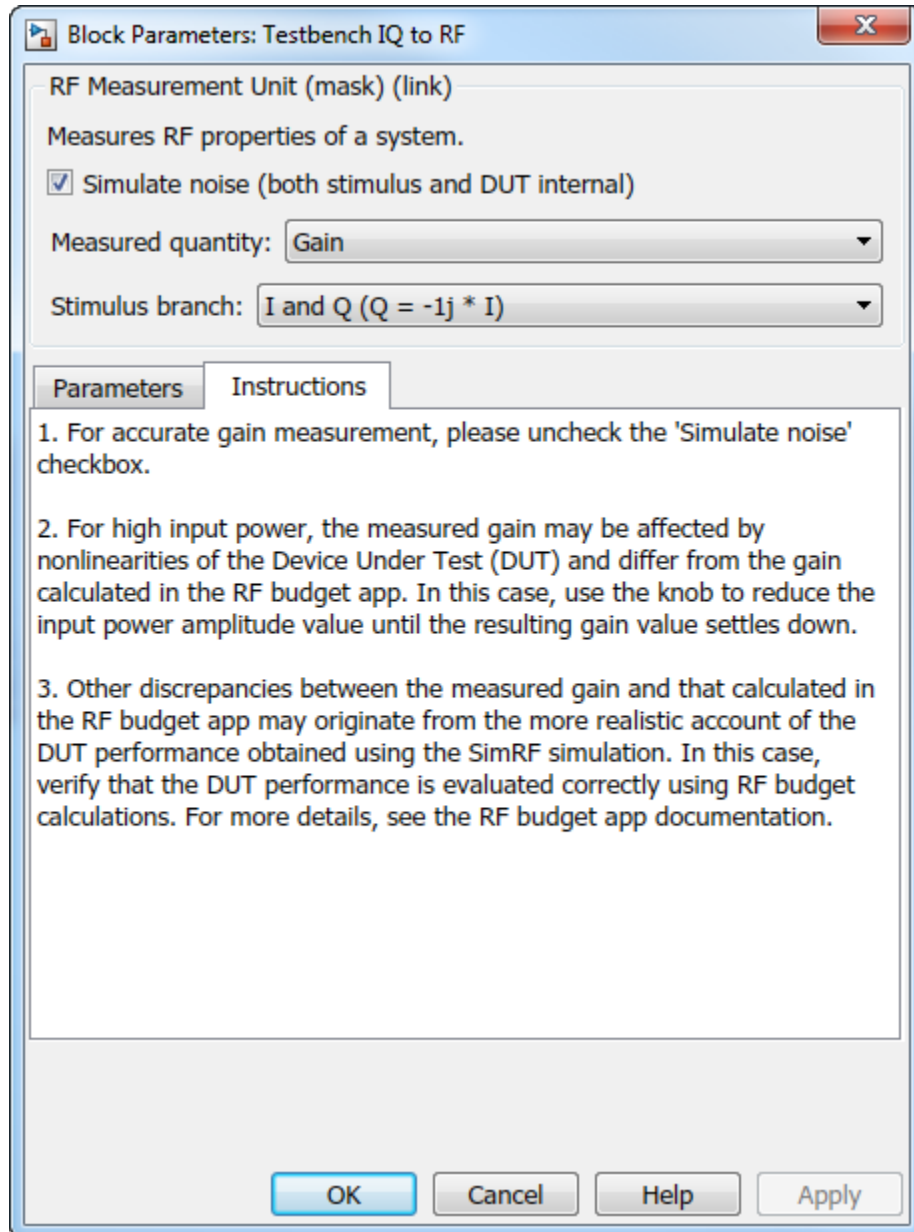 Block Parameters: Testbench IQ to RF
RF Measurement Unit (mask) (link)
Measures RF properties of a system.
Simulate noise (both stimulus and DUT internal)
Measured quantity: Gain
Stimulus branch: I and Q (Q = -1j * I)
Parameters Instructions
1. For accurate gain measurement, please uncheck the 'Simulate noise'
checkbox.
2. For high input power, the measured gain may be affected by
nonlinearities of the Device Under Test (DUT) and differ from the gain
calculated in the RF budget app. In this case, use the knob to reduce the
input power amplitude value until the resulting gain value settles down.
3. Other discrepancies between the measured gain and that calculated in
the RF budget app may originate from the more realistic account of the
DUT performance obtained using the SimRF simulation. In this case,
verify that the DUT performance is evaluated correctly using RF budget
calculations. For more details, see the RF budget app documentation.
OK Cancel Help Apply